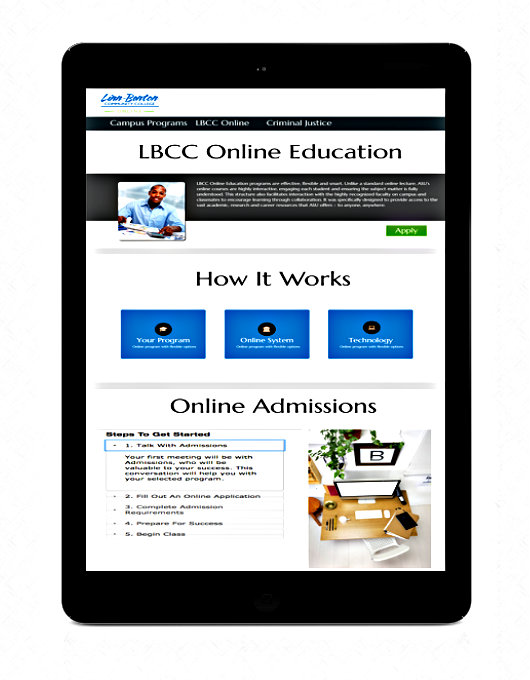 Linn-Benton
COMMUNITY COLLEGE
Campus Programs LBCC Online Criminal Justice
LBCC Online Education
LBCC Online Education programs are effective, flexible and smart. Unlike a standard online lecture, ASU's
online courses are highly interactive, engaging each student and ensuring the subject matter is fully
understood. This structure also facilitates interaction with the highly recognized faculty on campus and
classmates to encourage learning through collaboration. It was specifically designed to provide access to the
vast academic, research and career resources that ASU offers - to anyone, anywhere.
Apply
How It Works
Your Program
Online program with flexible options
Online System
Online program with flexible options
Technology
Online program with flexible options
Online Admissions
Steps To Get Started
1. Talk With Admissions
Your first meeting will be with
Admissions, who will be
valuable to your success. This
conversation will help you with
your selected program.
2. Fill Out An Online Application
3. Complete Admission
Requirements
4. Prepare For Success
5. Begin Class
B